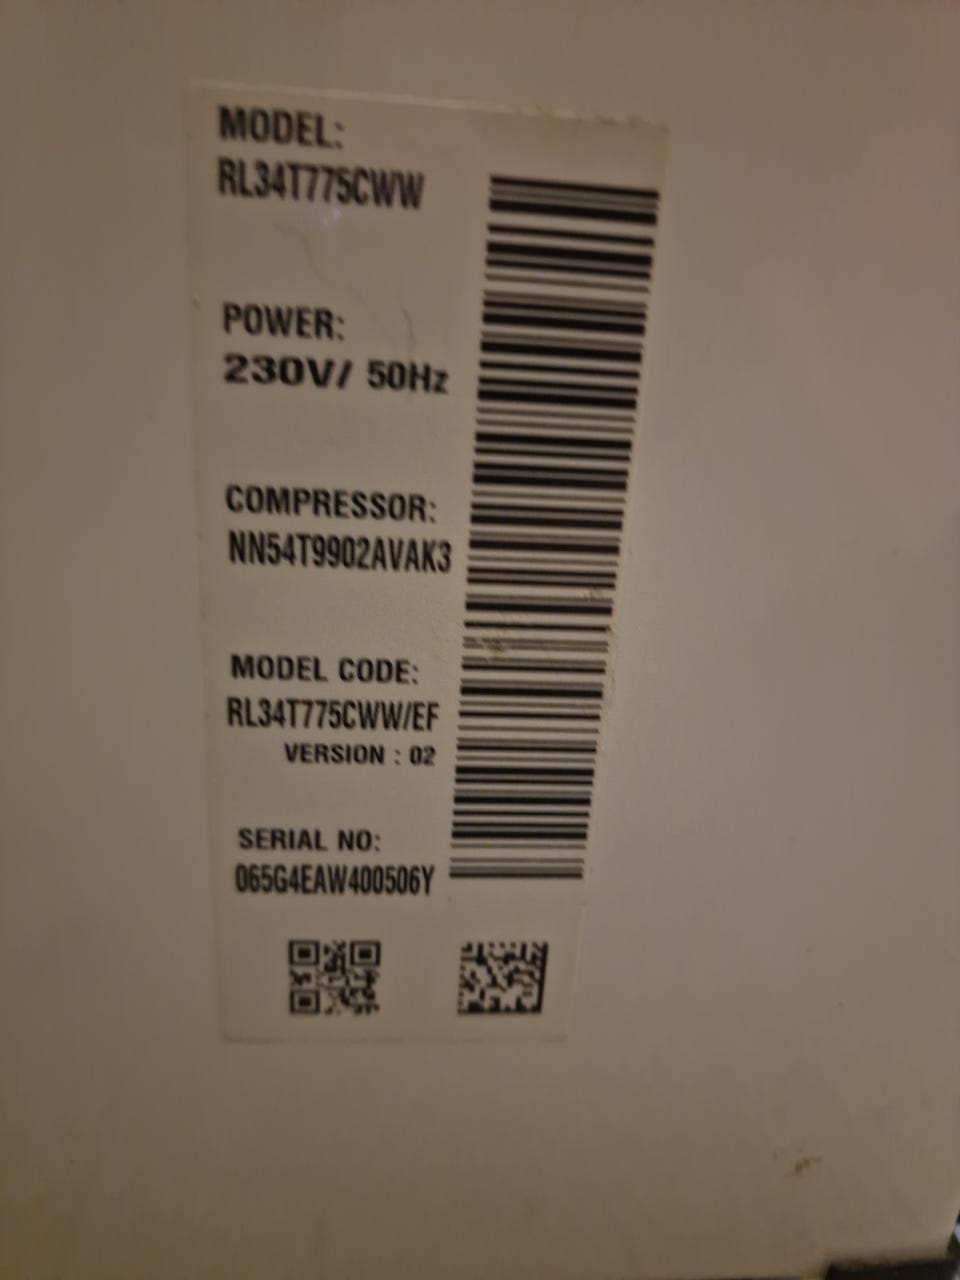 MODEL:
RL34T775CWW
POWER:
230V/ 50Hz
COMPRESSOR:
NN54T9902AVAK3
MODEL CODE:
RL34T775CWW/EF
VERSION : 02
SERIAL NO:
065G4EAW400506Y